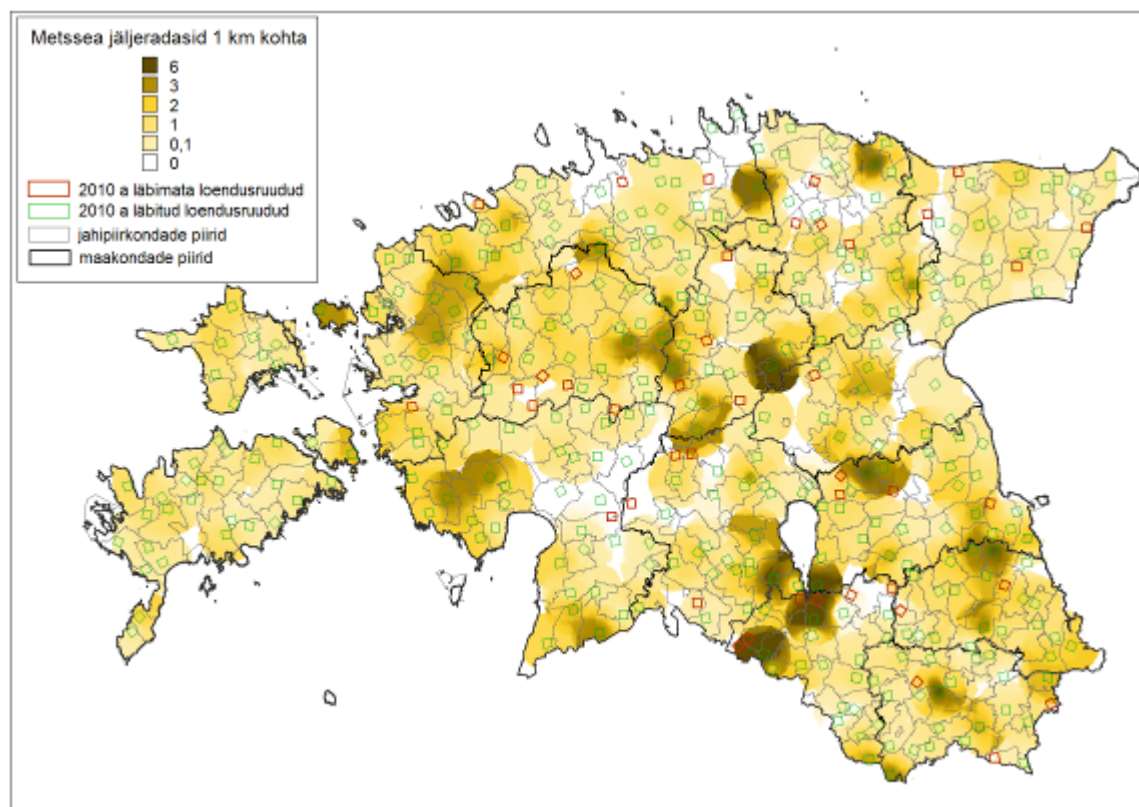 Metssea jäljeradasid 1 km kohta
6
3
2
1
0,1
0
2010 a läbimata loendusruudud
2010 a läbitud loendusruudud
jahipiirkondade piirid
maakondade piirid